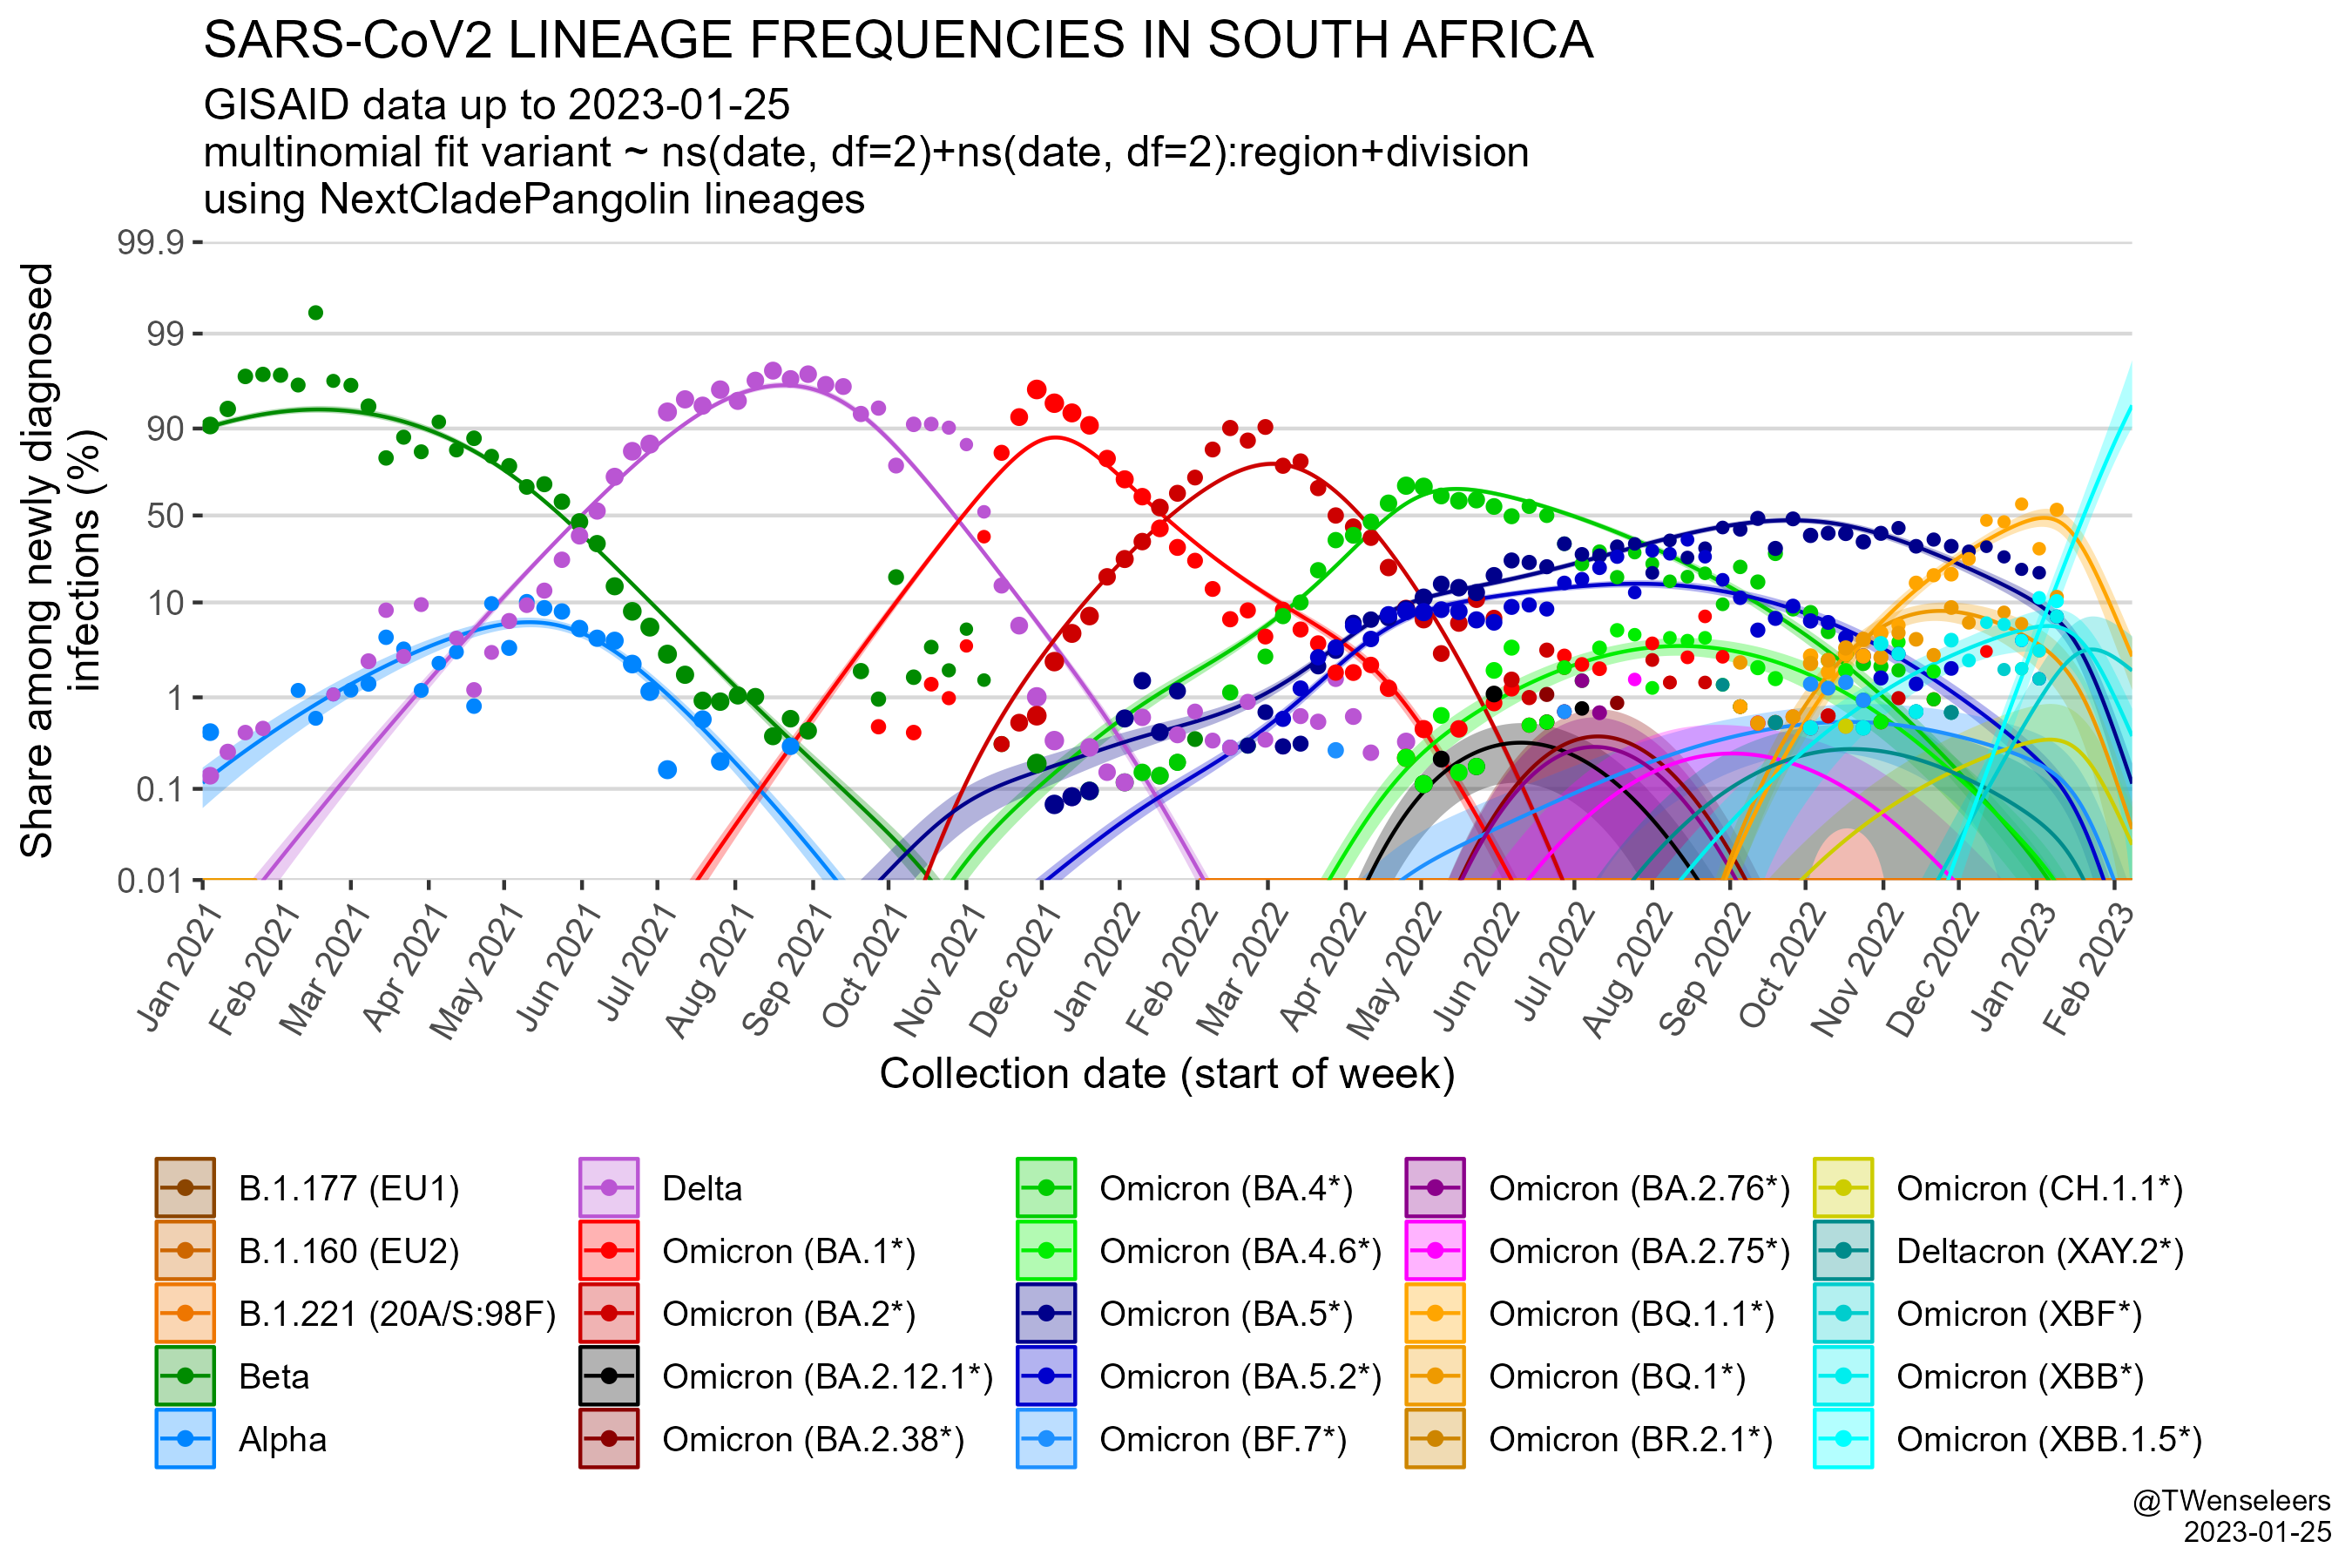 SARS-CoV2 LINEAGE FREQUENCIES IN SOUTH AFRICA
GISAID data up to 2023-01-25
multinomial fit variant ~ ns(date, df=2)+ns(date, df=2):region+division
using NextCladePangolin lineages
Share among newly diagnosed
infections (%)
99.9
99
90
50
10
1
0.1
0.01
Jan 2021
Feb 2021
Mar 2021
Apr 2021
May 2021
Jun 2021
Jul 2021
Aug 2021
Sep 2021
Oct 2021
Nov 2021
Dec 2021
Jan 2022
Feb 2022
Mar 2022
Apr 2022
May 2022
Jun 2022
Jul 2022
Aug 2022
Sep 2022
Oct 2022
Nov 2022
Dec 2022
Jan 2023
Feb 2023
Collection date (start of week)
B.1.177 (EU1)
B.1.160 (EU2)
B.1.221 (20A/S:98F)
Beta
Alpha
Delta
Omicron (BA.1*)
Omicron (BA.2*)
Omicron (BA.2.12.1*)
Omicron (BA.2.38*)
Omicron (BA.4*)
Omicron (BA.4.6*)
Omicron (BA.5*)
Omicron (BA.5.2*)
Omicron (BF.7*)
Omicron (BA.2.76*)
Omicron (BA.2.75*)
Omicron (BQ.1.1*)
Omicron (BQ.1*)
Omicron (BR.2.1*)
Omicron (CH.1.1*)
Deltacron (XAY.2*)
Omicron (XBF*)
Omicron (XBB*)
Omicron (XBB.1.5*)
@TWenseleers
2023-01-25